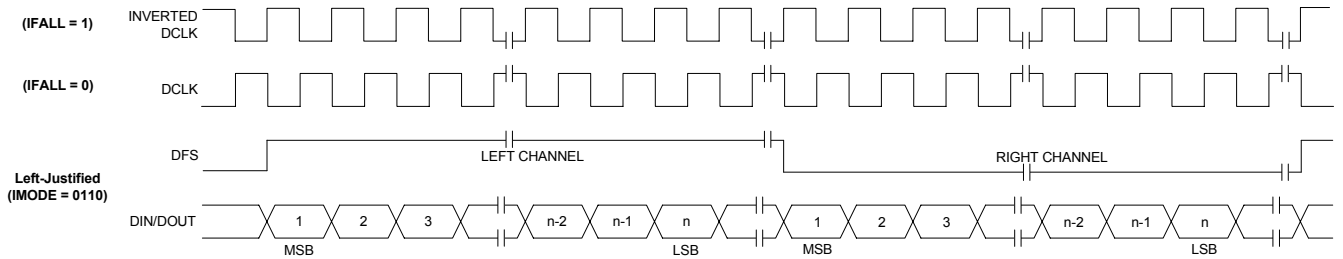 (IFALL = 1)
INVERTED
DCLK
(IFALL = 0)
DCLK
DFS
LEFT CHANNEL
RIGHT CHANNEL
Left-Justified
(IMODE = 0110)
DIN/DOUT
1 2 3 n-2 n-1 n 1 2 3 n-2 n-1 n
MSB LSB MSB LSB